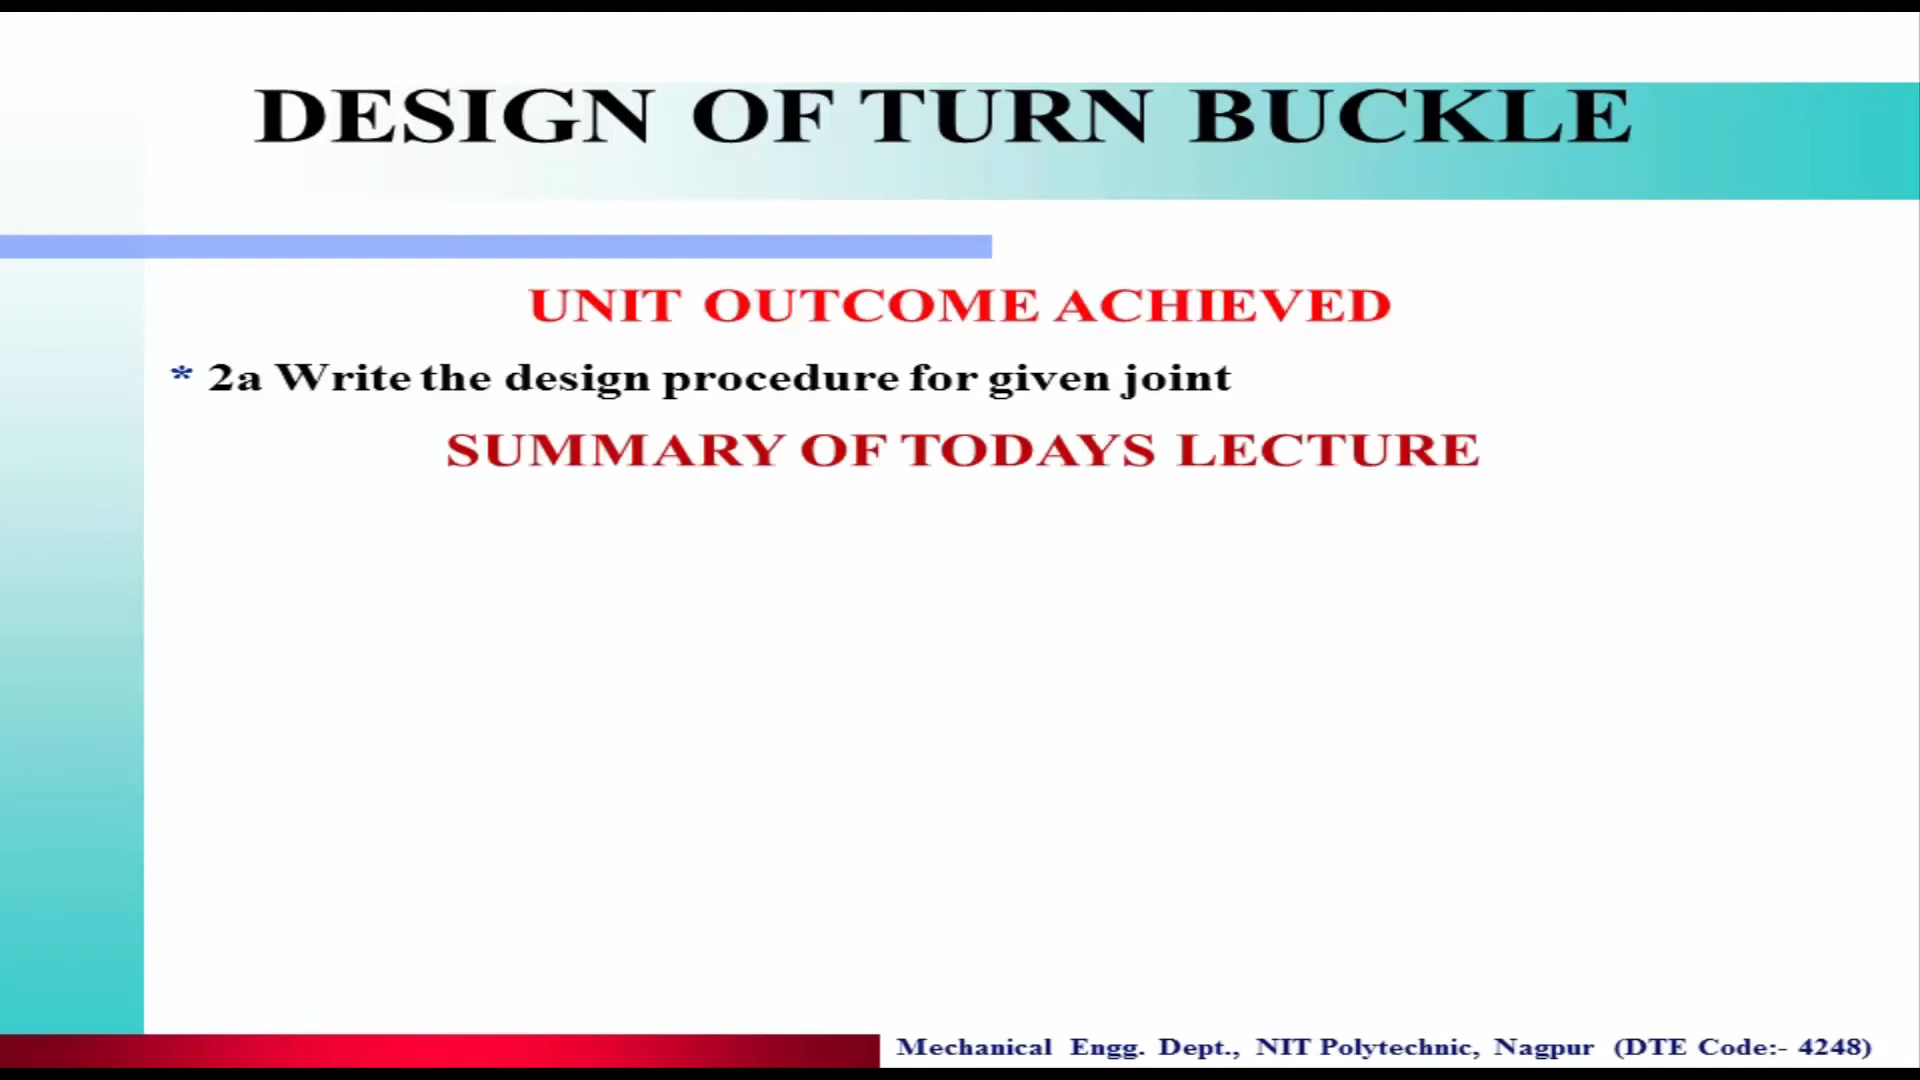 DESIGN OF TURN BUCKLE
UNIT OUTCOME ACHIEVED
* 2a Write the design procedure for given joint
SUMMARY OF TODAYS LECTURE
Mechanical Engg. Dept., NIT Polytechnic, Nagpur (DTE Code:- 4248)